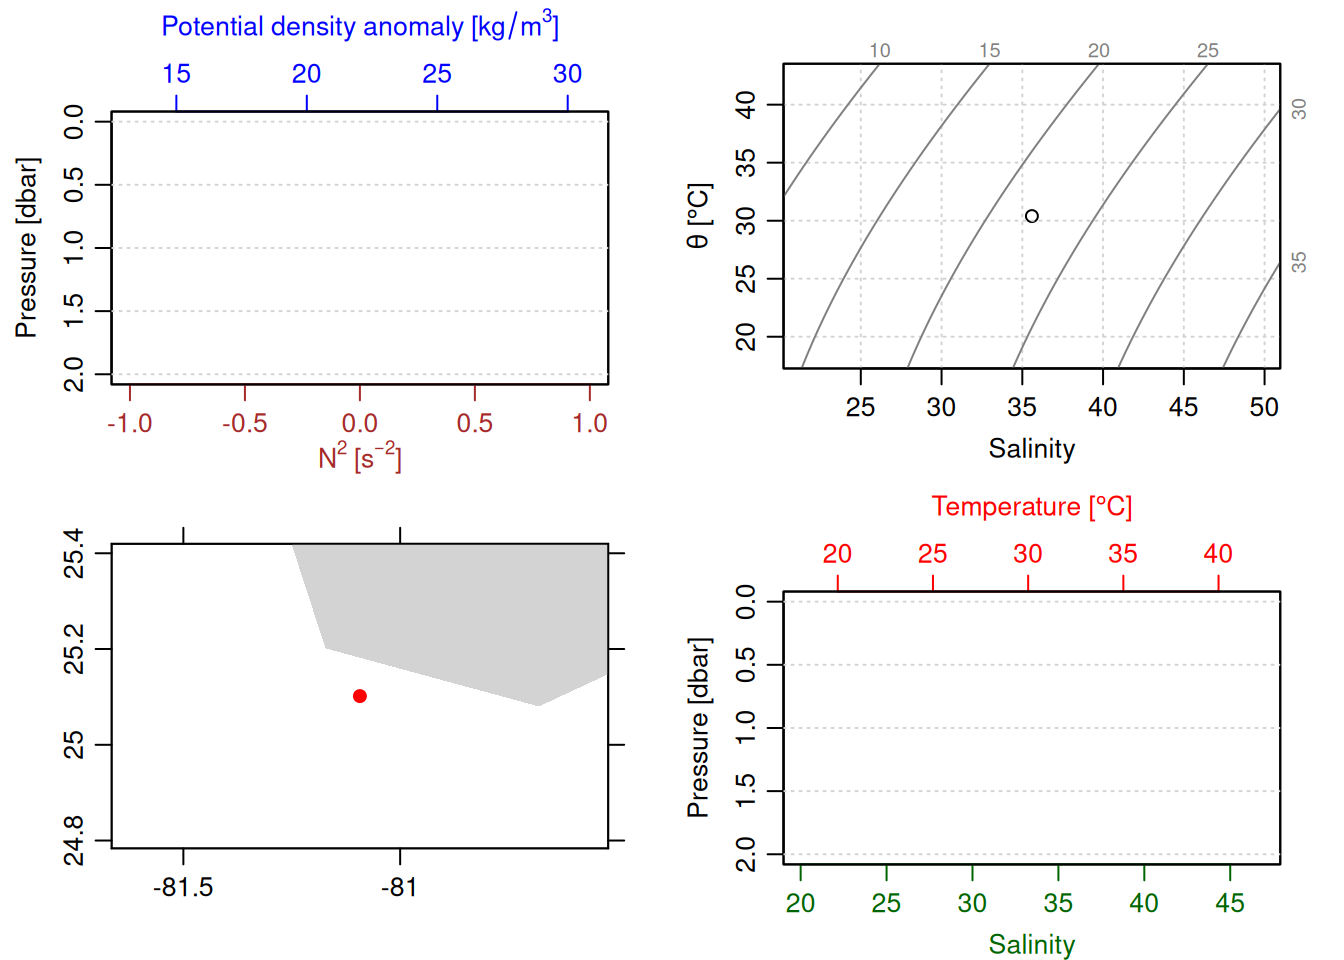 Potential density anomaly [kg/m³]
15 20 25 30
0.0
0.5
1.0
1.5
2.0
Pressure [dbar]
-1.0 -0.5 0.0 0.5 1.0
N² [s⁻²]
10 15 20 25
30
35
40
35
30
25
20
θ [°C]
25 30 35 40 45 50
Salinity
25.4
25.2
25
24.8
-81.5 -81
Temperature [°C]
20 25 30 35 40
0.0
0.5
1.0
1.5
2.0
Pressure [dbar]
20 25 30 35 40 45
Salinity